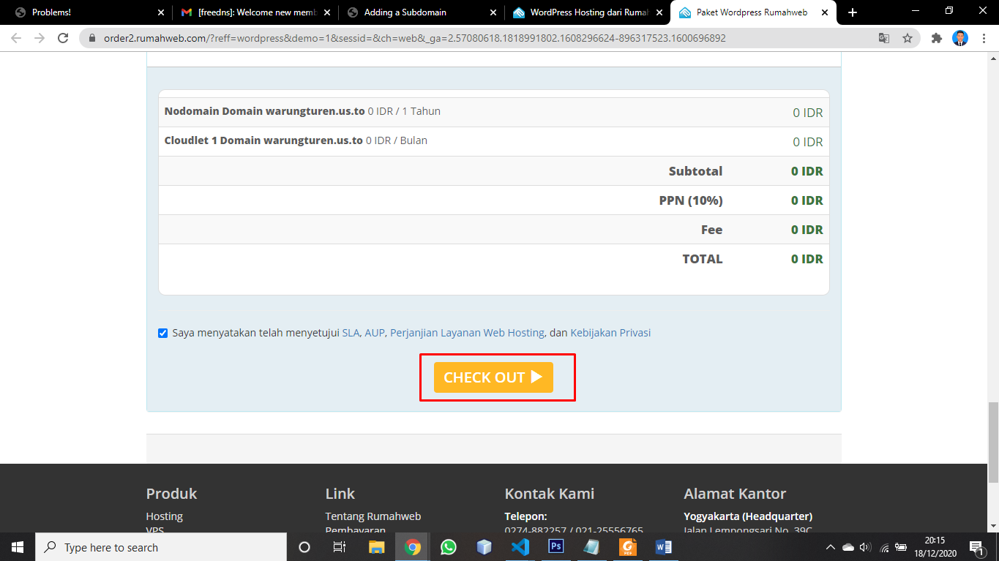 Problems!
[freedns]: Welcome new memb
Adding a Subdomain
WordPress Hosting dari Rumah
Paket Wordpress Rumahweb
order2.rumahweb.com/?reff=wordpress&demo=1&sessid=&ch=web&_ga=2.57080618.1818991802.1608296624-896317523.1600696892
Nodomain Domain warungturen.us.to 0 IDR / 1 Tahun 0 IDR
Cloudlet 1 Domain warungturen.us.to 0 IDR / Bulan 0 IDR
Subtotal 0 IDR
PPN (10%) 0 IDR
Fee 0 IDR
TOTAL 0 IDR
Saya menyatakan telah menyetujui SLA, AUP, Perjanjian Layanan Web Hosting, dan Kebijakan Privasi
CHECK OUT
Produk
Hosting
VPS
Link
Tentang Rumahweb
Pembayaran
Kontak Kami
Telepon:
0274-882257 / 021-25556765
Alamat Kantor
Yogyakarta (Headquarter)
Jalan Lempongsari No. 39C
Type here to search
Ps
PDF
W
20:15
18/12/2020
1